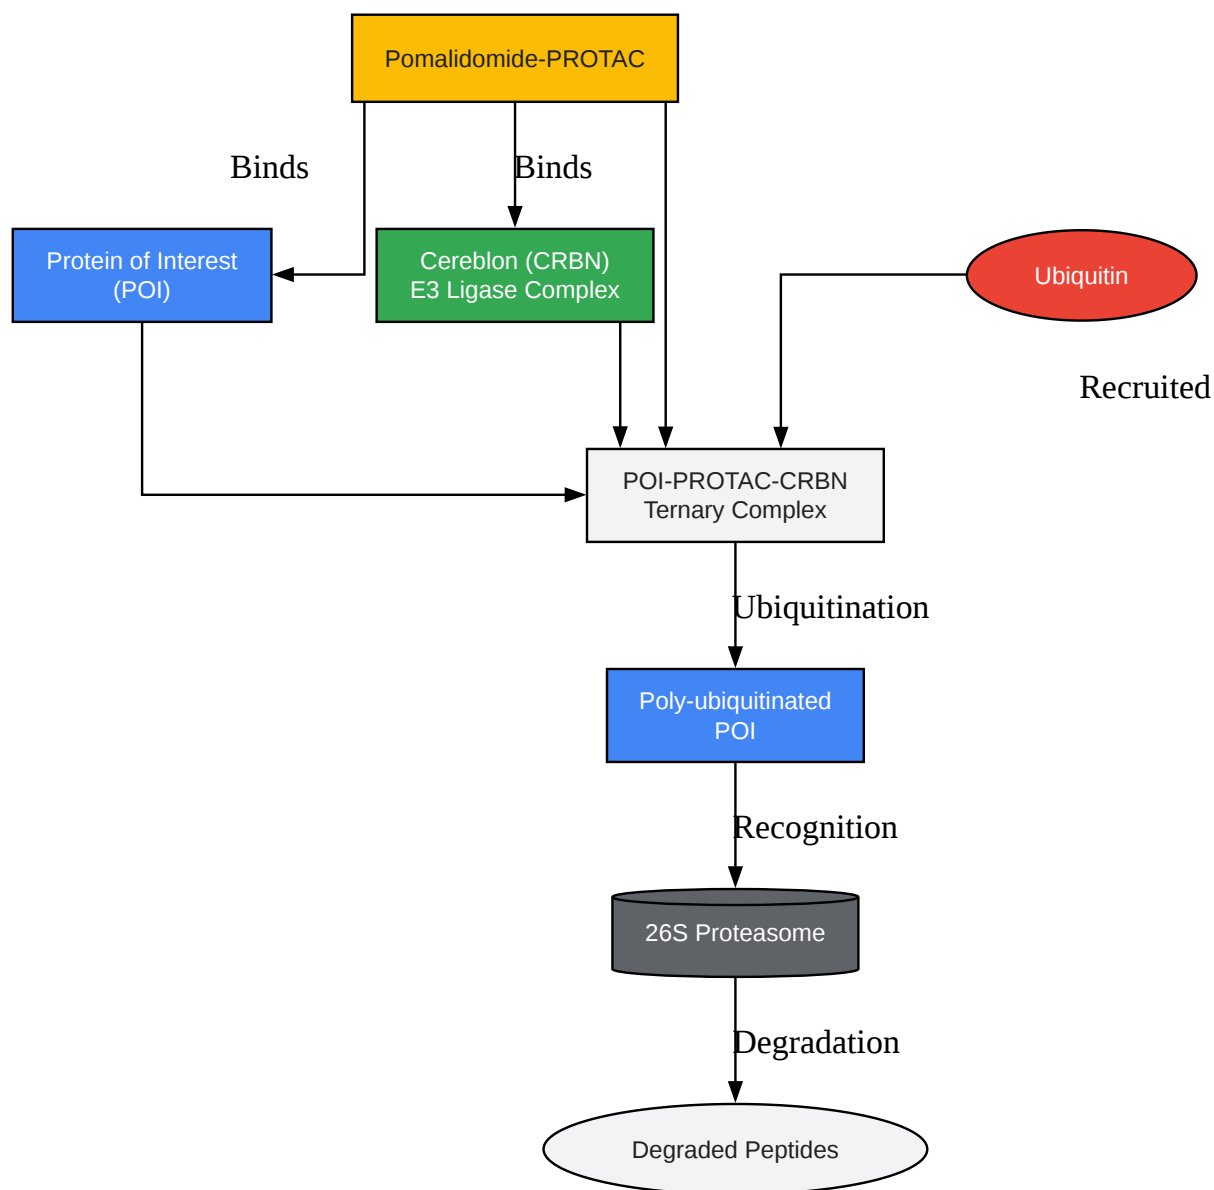 Pomalidomide-PROTAC
Binds
Binds
Protein of Interest
(POI)
Cereblon (CRBN)
E3 Ligase Complex
Ubiquitin
Recruited
POI-PROTAC-CRBN
Ternary Complex
Ubiquitination
Poly-ubiquitinated
POI
Recognition
26S Proteasome
Degradation
Degraded Peptides